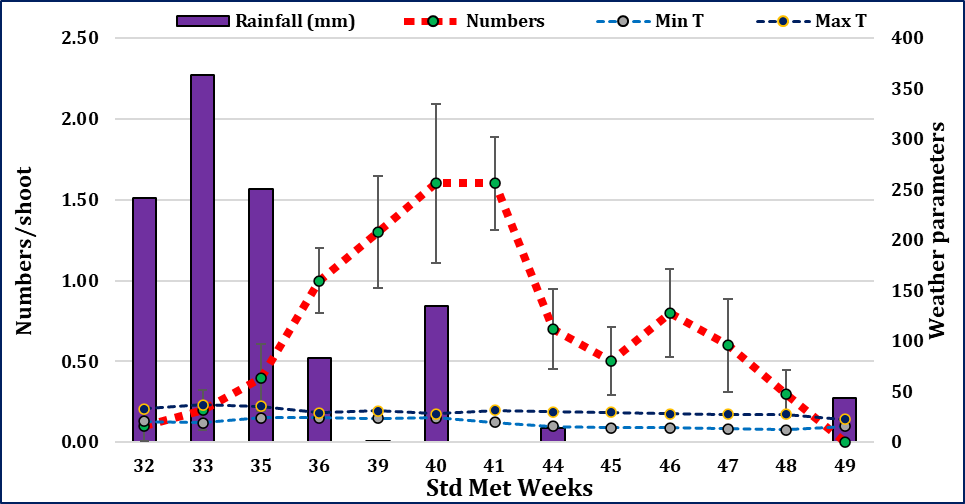 Rainfall (mm) Numbers Min T Max T
2.50 400
350
2.00
300
1.50 250
200
1.00 150
100
0.50
50
0.00 0
Numbers/shoot
Weather parameters
32 33 35 36 39 40 41 44 45 46 47 48 49
Std Met Weeks